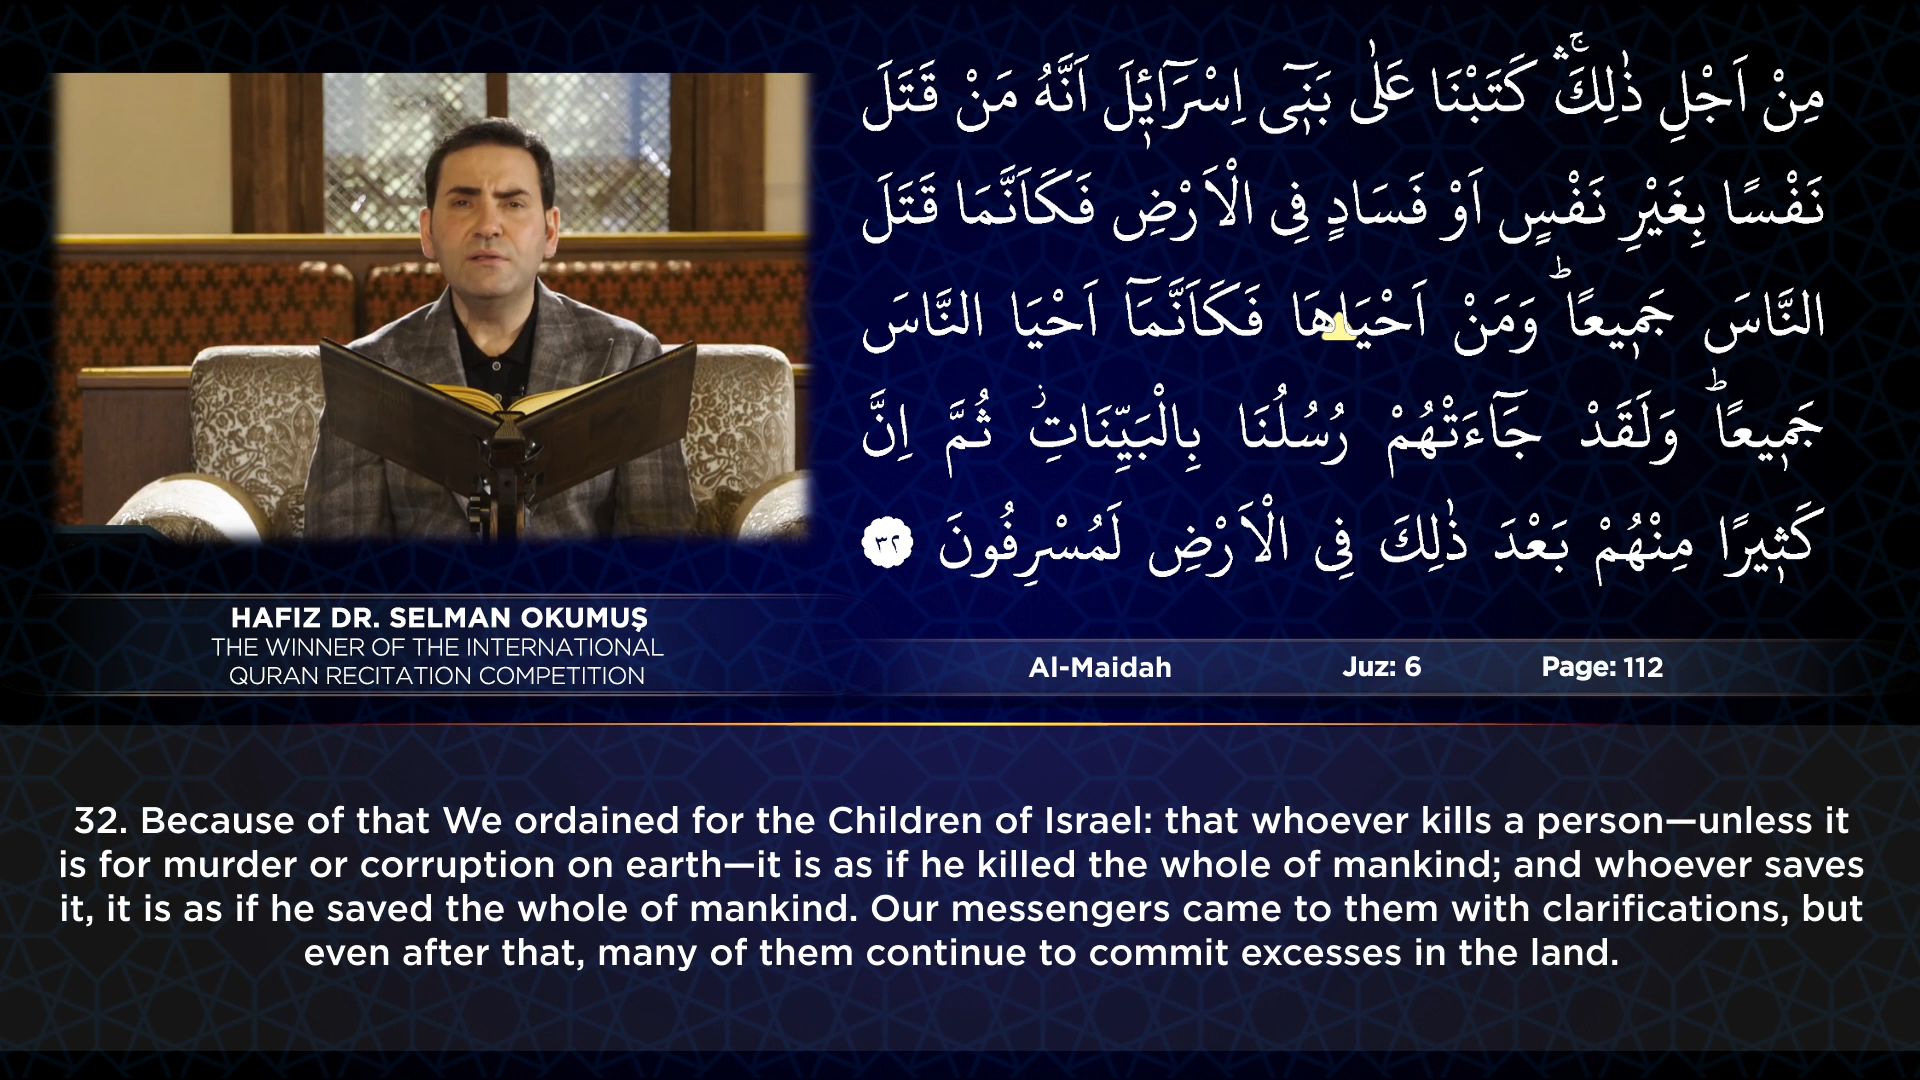 مِنْ اَجْلِ ذٰلِكَۛۚ كَتَبْنَا عَلٰى بَنٖٓى اِسْرَٓائٖلَ اَنَّهُ مَنْ قَتَلَ
نَفْسًا بِغَيْرِ نَفْسٍ اَوْ فَسَادٍ فِى الْاَرْضِ فَكَاَنَّمَا قَتَلَ
النَّاسَ جَمٖيعًاؕ وَمَنْ اَحْيَاهَا فَكَاَنَّمَٓا اَحْيَا النَّاسَ
جَمٖيعًاؕ وَلَقَدْ جَٓاءَتْهُمْ رُسُلُنَا بِالْبَيِّنَاتِؗ ثُمَّ اِنَّ
كَثٖيرًا مِنْهُمْ بَعْدَ ذٰلِكَ فِى الْاَرْضِ لَمُسْرِفُونَ ٣٢
HAFIZ DR. SELMAN OKUMUŞ
THE WINNER OF THE INTERNATIONAL
QURAN RECITATION COMPETITION
Al-Maidah Juz: 6 Page: 112
32. Because of that We ordained for the Children of Israel: that whoever kills a person—unless it
is for murder or corruption on earth—it is as if he killed the whole of mankind; and whoever saves
it, it is as if he saved the whole of mankind. Our messengers came to them with clarifications, but
even after that, many of them continue to commit excesses in the land.